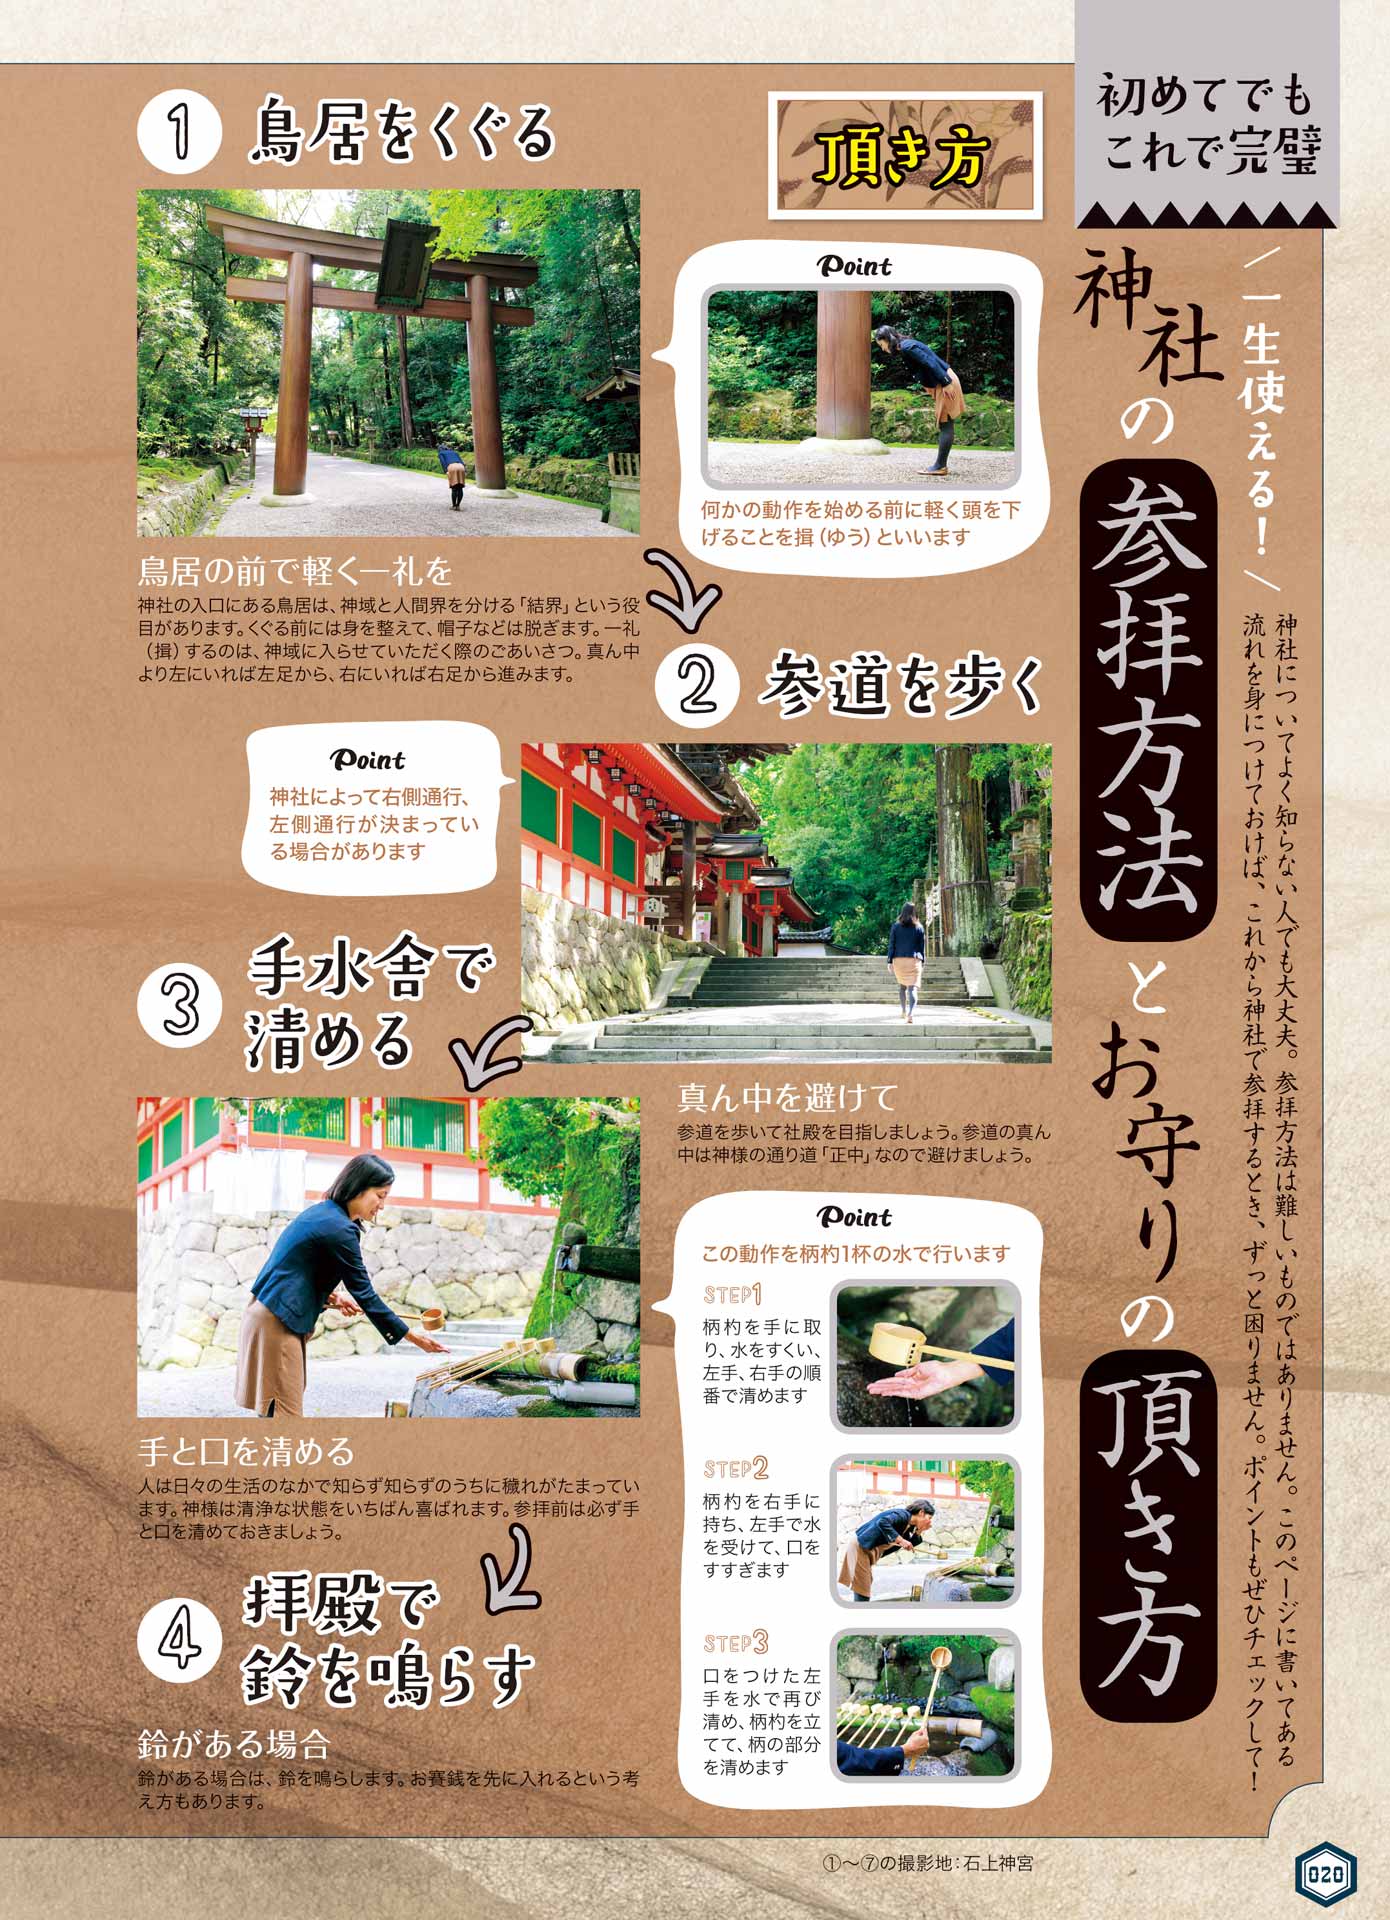 初めてでも
これで完璧
一生使える！
神社の参拝方法とお守りの頂き方
神社についてよく知らない人でも大丈夫。参拝方法は難しいものではありません。このページに書いてある
流れを身につけておけば、これから神社で参拝するとき、ずっと困りません。ポイントもぜひチェックして！
頂き方
1 鳥居をくぐる
鳥居の前で軽く一礼を
神社の入口にある鳥居は、神域と人間界を分ける「結界」という役
目があります。くぐる前には身を整えて、帽子などは脱ぎます。一礼
（揖）するのは、神域に入らせていただく際のごあいさつ。真ん中
より左にいれば左足から、右にいれば右足から進みます。
Point
何かの動作を始める前に軽く頭を下
げることを揖（ゆう）といいます
2 参道を歩く
真ん中を避けて
参道を歩いて社殿を目指しましょう。参道の真ん
中は神様の通り道「正中」なので避けましょう。
Point
神社によって右側通行、
左側通行が決まってい
る場合があります
3 手水舎で
清める
手と口を清める
人は日々の生活のなかで知らず知らずのうちに穢れがたまってい
ます。神様は清浄な状態をいちばん喜ばれます。参拝前は必ず手
と口を清めておきましょう。
Point
この動作を柄杓1杯の水で行います
STEP1
柄杓を手に取
り、水をすくい、
左手、右手の順
番で清めます
STEP2
柄杓を右手に
持ち、左手で水
を受けて、口を
すすぎます
STEP3
口をつけた左
手を水で再び
清め、柄杓を立
てて、柄の部分
を清めます
4 拝殿で
鈴を鳴らす
鈴がある場合
鈴がある場合は、鈴を鳴らします。お賽銭を先に入れるという考
え方もあります。
①〜⑦の撮影地：石上神宮
020